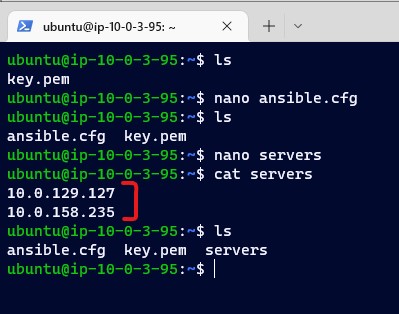 ubuntu@ip-10-0-3-95: ~
ubuntu@ip-10-0-3-95:~$ ls
key.pem
ubuntu@ip-10-0-3-95:~$ nano ansible.cfg
ubuntu@ip-10-0-3-95:~$ ls
ansible.cfg  key.pem
ubuntu@ip-10-0-3-95:~$ nano servers
ubuntu@ip-10-0-3-95:~$ cat servers
10.0.129.127
10.0.158.235
ubuntu@ip-10-0-3-95:~$ ls
ansible.cfg  key.pem  servers
ubuntu@ip-10-0-3-95:~$